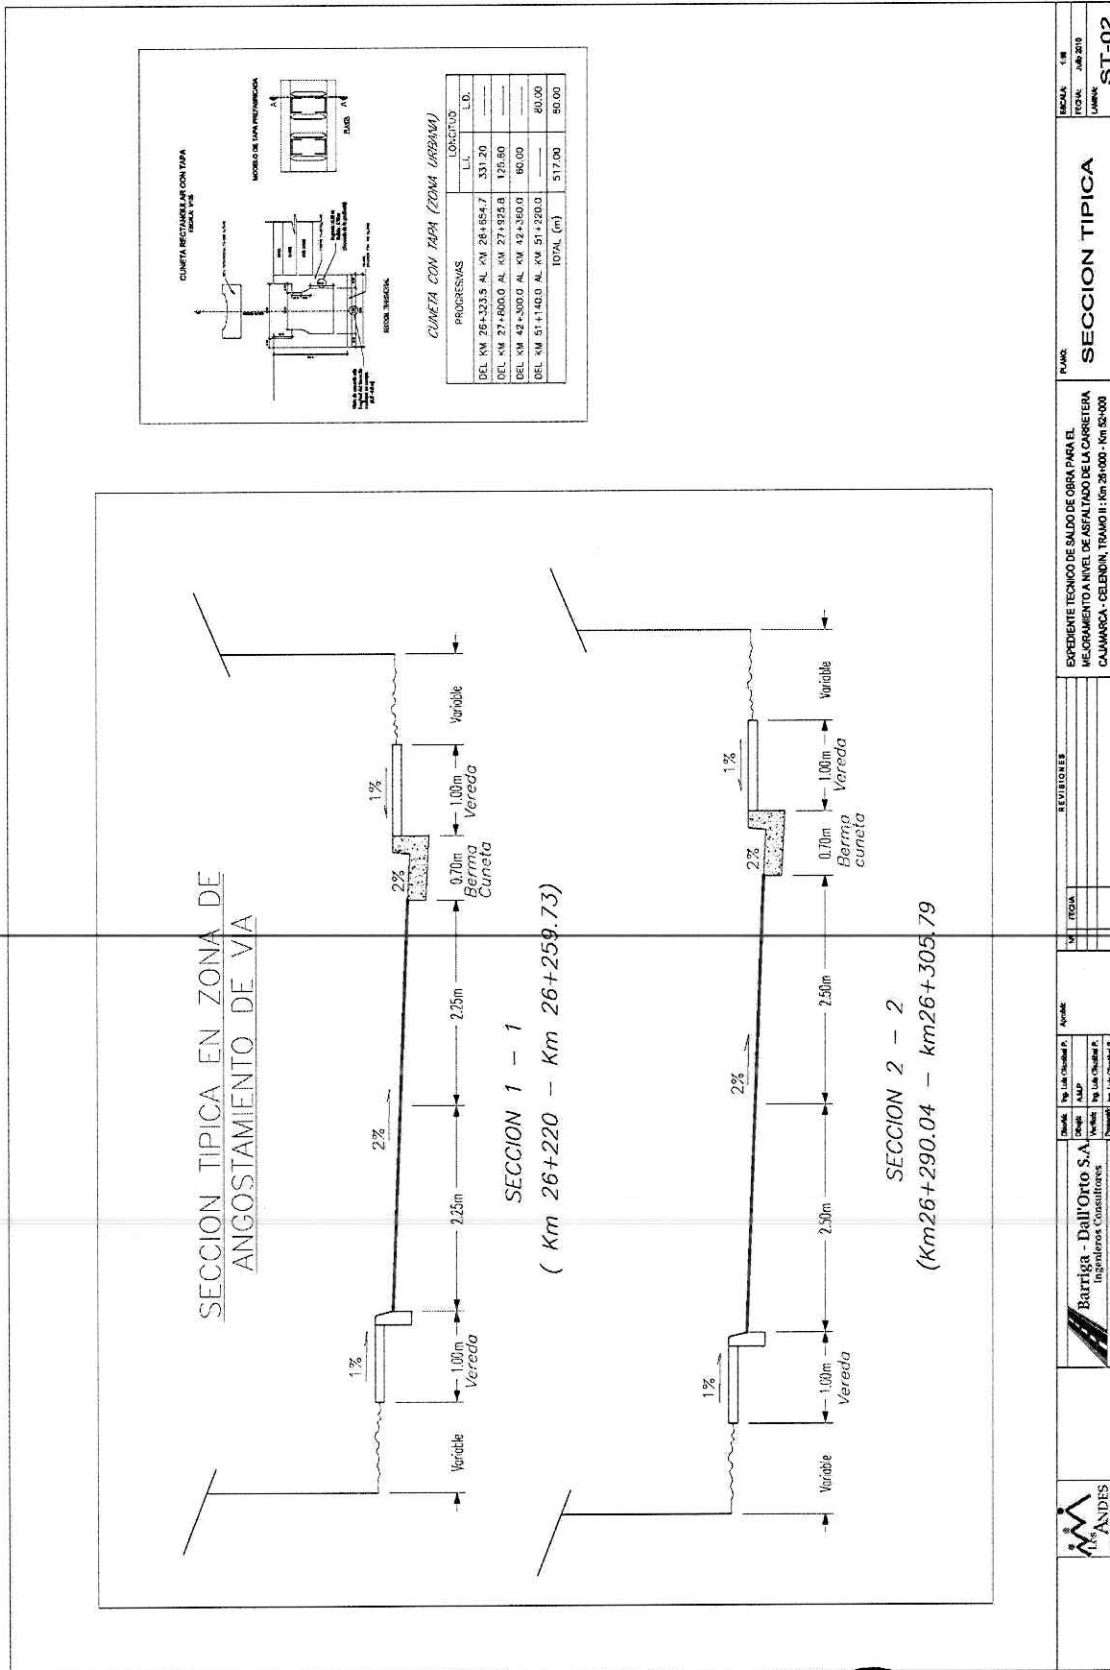 SECCION TIPICA EN ZONA DE
ANGOSTAMIENTO DE VIA
1%
2%
2%
1%
Variable
1.00m
Vereda
2.25m
2.25m
0.70m
Berma
Cuneta
1.00m
Vereda
Variable
SECCION 1 - 1
( Km 26+220 - Km 26+259.73)
1%
2%
2%
1%
Variable
1.00m
Vereda
2.50m
2.50m
0.70m
Berma
cuneta
1.00m
Vereda
Variable
SECCION 2 - 2
(Km26+290.04 - km26+305.79
CUNETA RECTANGULAR CON TAPA
MODELO DE TAPA PREFABRICADA
A
A
PLANTA
CUNETA CON TAPA (ZONA URBANA)
PROGRESIVAS LONGITUD
L.I. L.D.
DEL KM 26+323.5 AL KM 26+654.7 331.20 ------
DEL KM 27+800.0 AL KM 27+925.8 125.80 ------
DEL KM 42+300.0 AL KM 42+360.0 60.00 ------
DEL KM 51+140.0 AL KM 51+220.0 ------ 80.00
TOTAL (m) 517.00 80.00
LOS ANDES
Barriga - Dall'Orto S.A.
Ingenieros Consultores
REVISIONES
Nº FECHA
EXPEDIENTE TECNICO DE SALDO DE OBRA PARA EL
MEJORAMIENTO A NIVEL DE ASFALTADO DE LA CARRETERA
CAJAMARCA - CELENDIN, TRAMO II : Km 26+000 - Km 52+000
PLANO:
SECCION TIPICA
ESCALA:
FECHA: Julio 2010
LAMINA:
ST-02